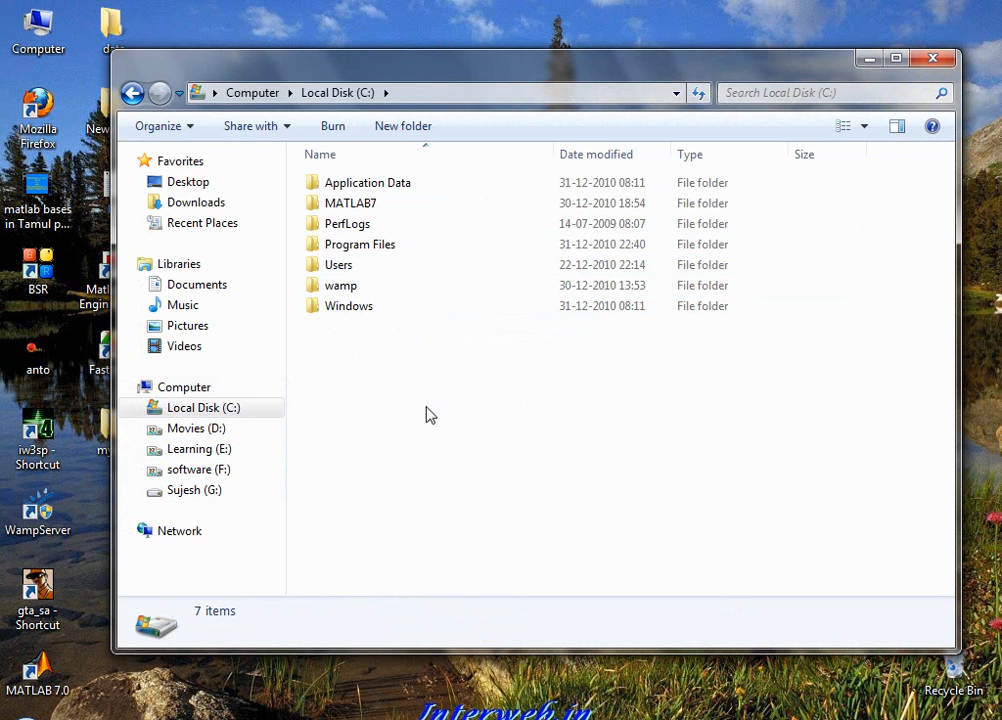 Computer
Mozilla
Firefox
matlab bases
in Tamul p...
BSR
anto
iw3sp -
Shortcut
WampServer
gta_sa -
Shortcut
MATLAB 7.0
Computer
Local Disk (C:)
Search Local Disk (C:)
Organize
Share with
Burn
New folder
Favorites
Desktop
Downloads
Recent Places
Libraries
Documents
Music
Pictures
Videos
Computer
Local Disk (C:)
Movies (D:)
Learning (E:)
software (F:)
Sujesh (G:)
Network
Name Date modified Type Size
Application Data 31-12-2010 08:11 File folder
MATLAB7 30-12-2010 18:54 File folder
PerfLogs 14-07-2009 08:07 File folder
Program Files 31-12-2010 22:40 File folder
Users 22-12-2010 22:14 File folder
wamp 30-12-2010 13:53 File folder
Windows 31-12-2010 08:11 File folder
7 items
Recycle Bin
Interweb.in